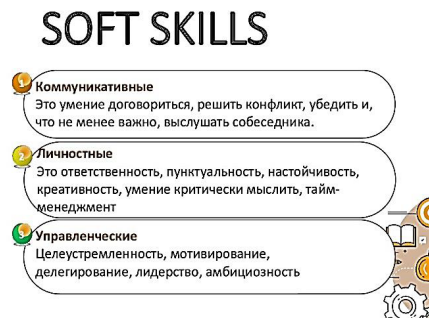 SOFT SKILLS
1
Коммуникативные
Это умение договориться, решить конфликт, убедить и,
что не менее важно, выслушать собеседника.
2
Личностные
Это ответственность, пунктуальность, настойчивость,
креативность, умение критически мыслить, тайм-
менеджмент
3
Управленческие
Целеустремленность, мотивирование,
делегирование, лидерство, амбициозность